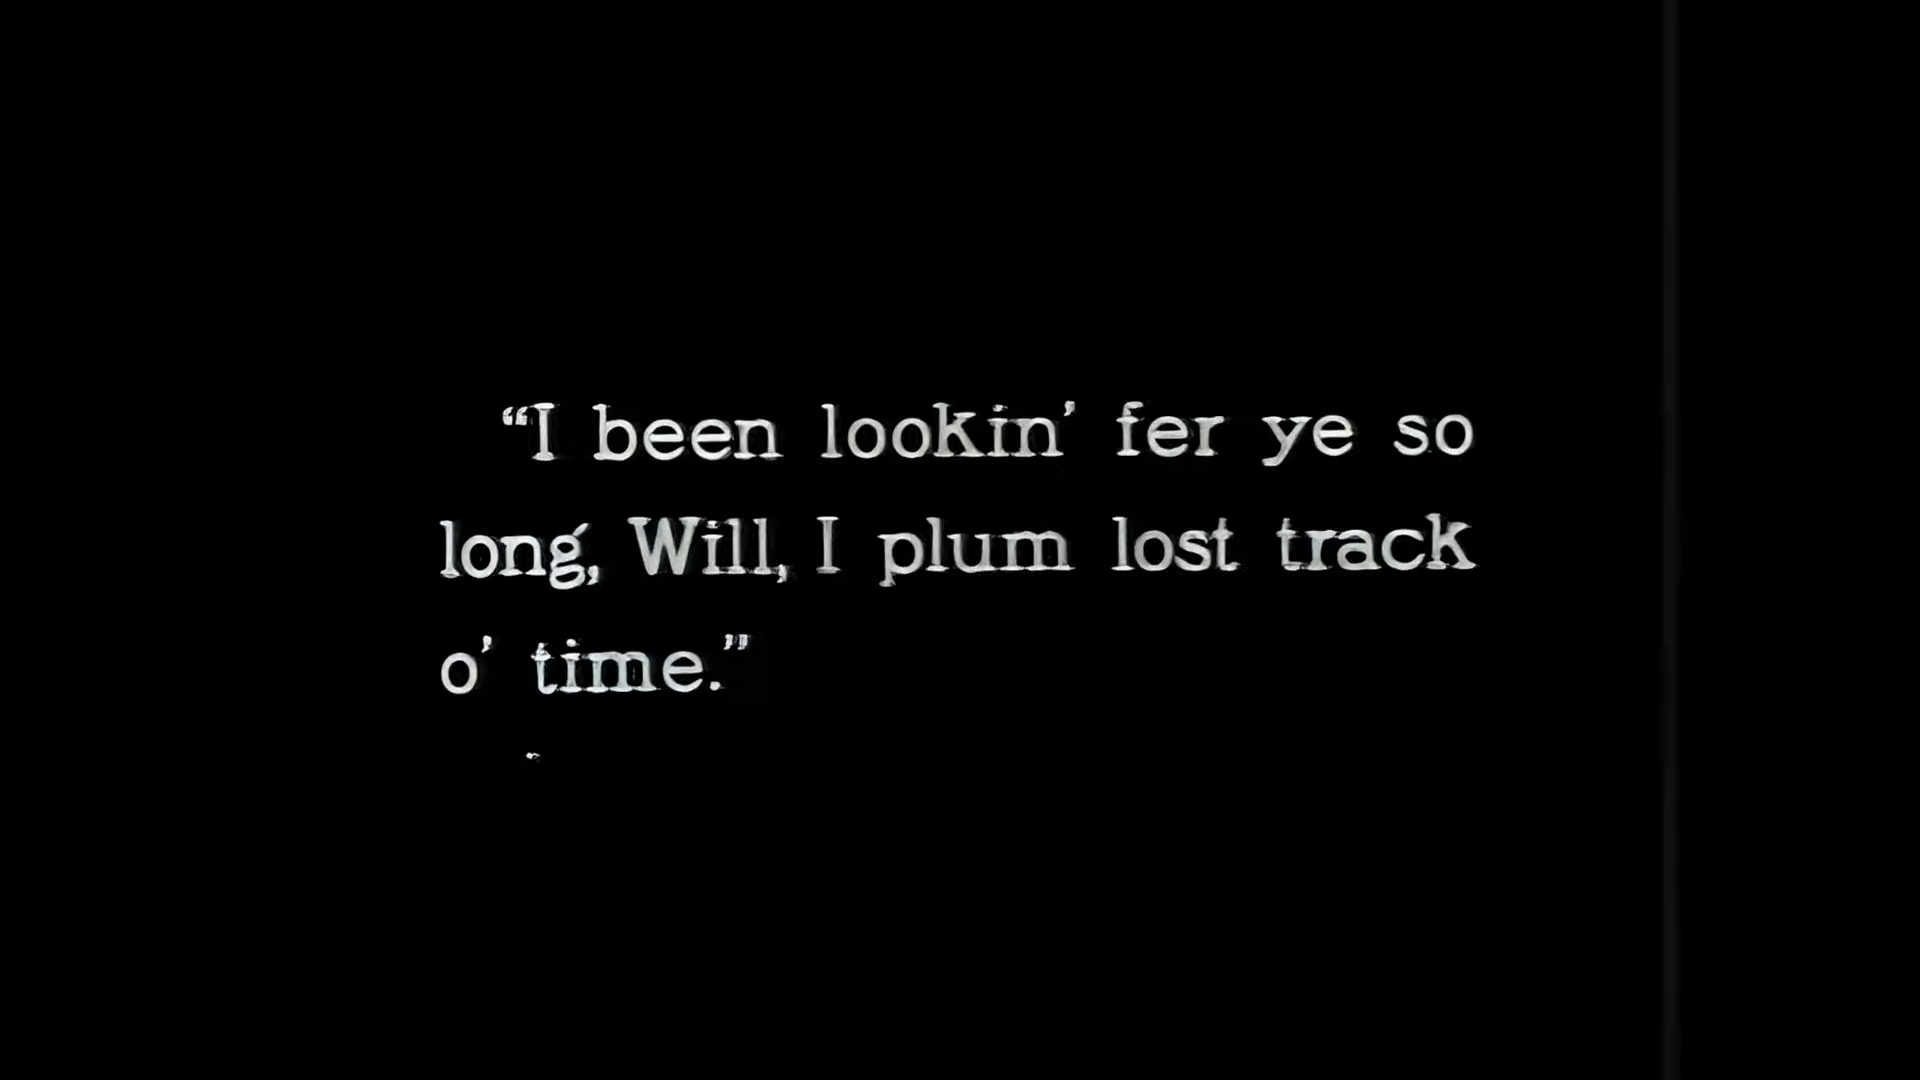 “I been lookin’ fer ye so
long, Will, I plum lost track
o’ time.”